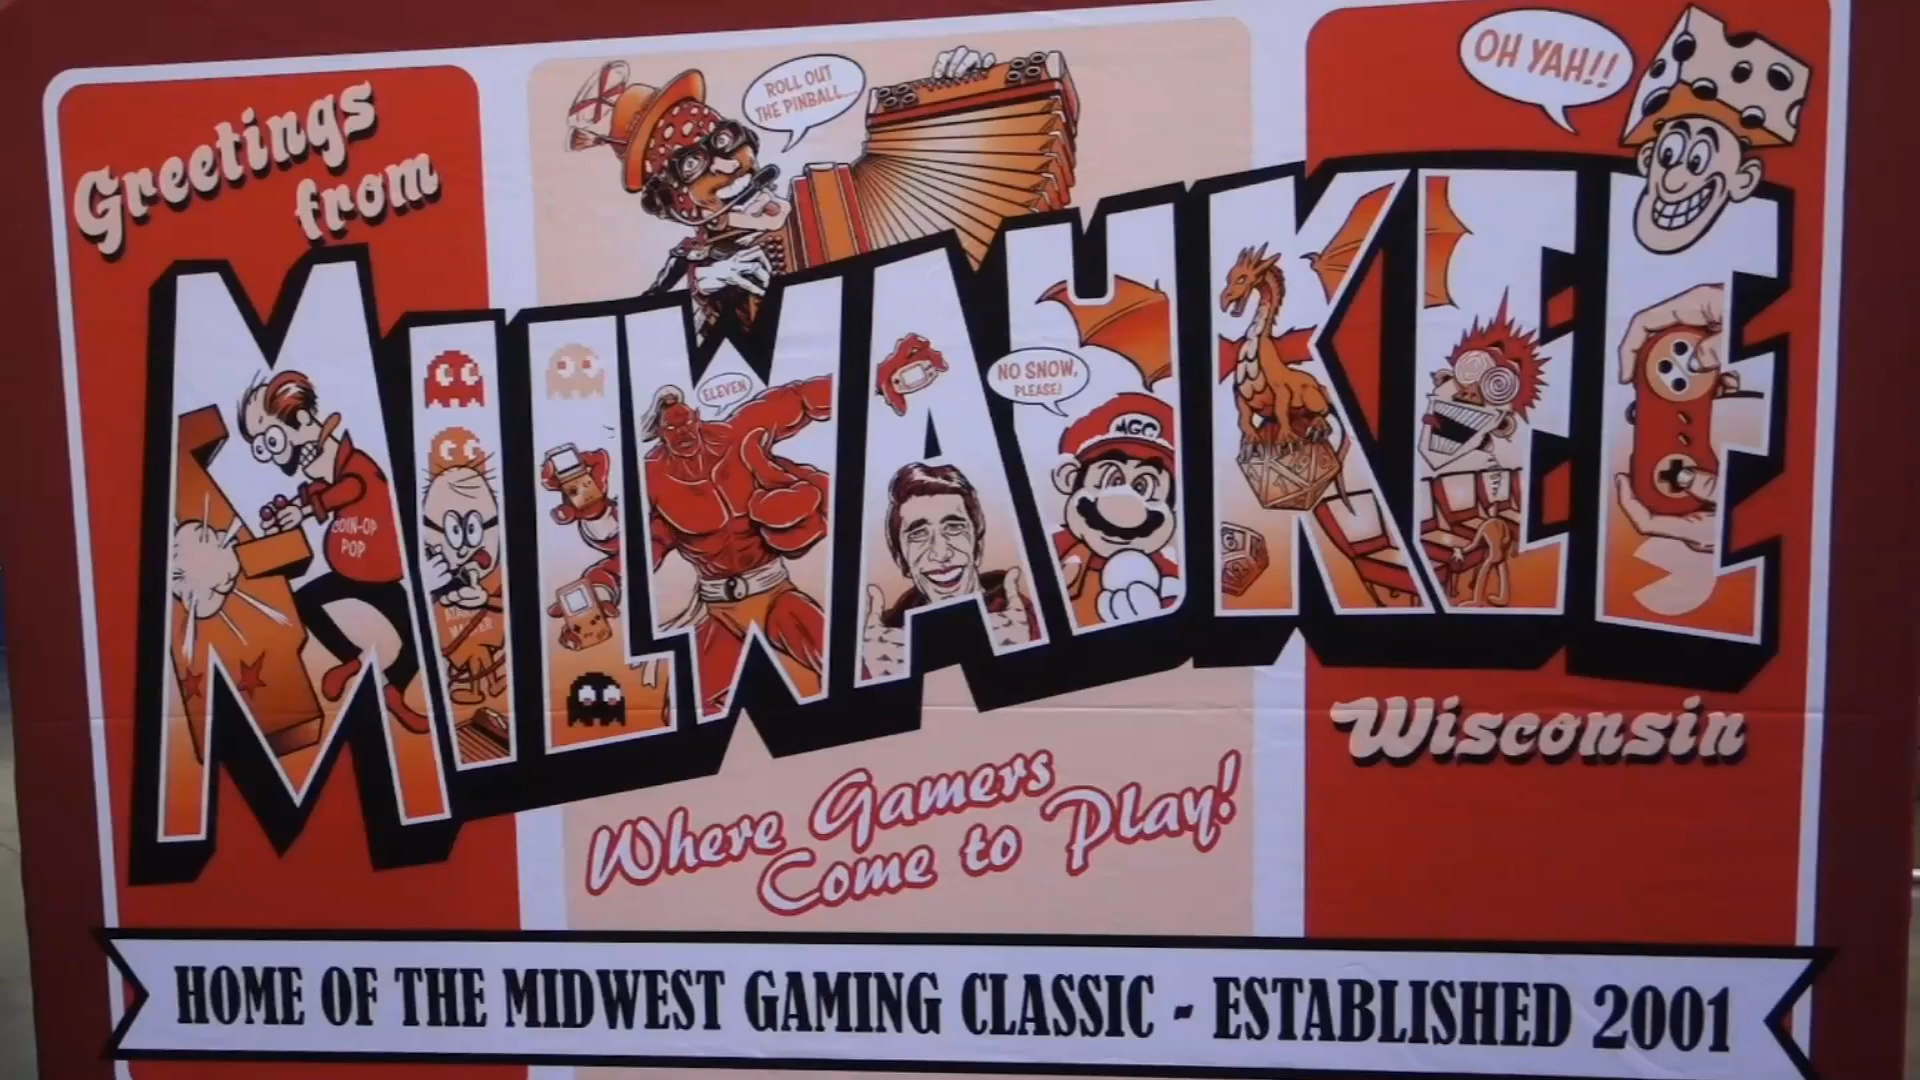 Greetings
from
ROLL OUT
THE PINBALL...
OH YAH!!
MILWAUKEE
ELEVEN
NO SNOW,
PLEASE!
MGC
COIN-OP
POP
Wisconsin
Where Gamers
Come to Play!
HOME OF THE MIDWEST GAMING CLASSIC - ESTABLISHED 2001